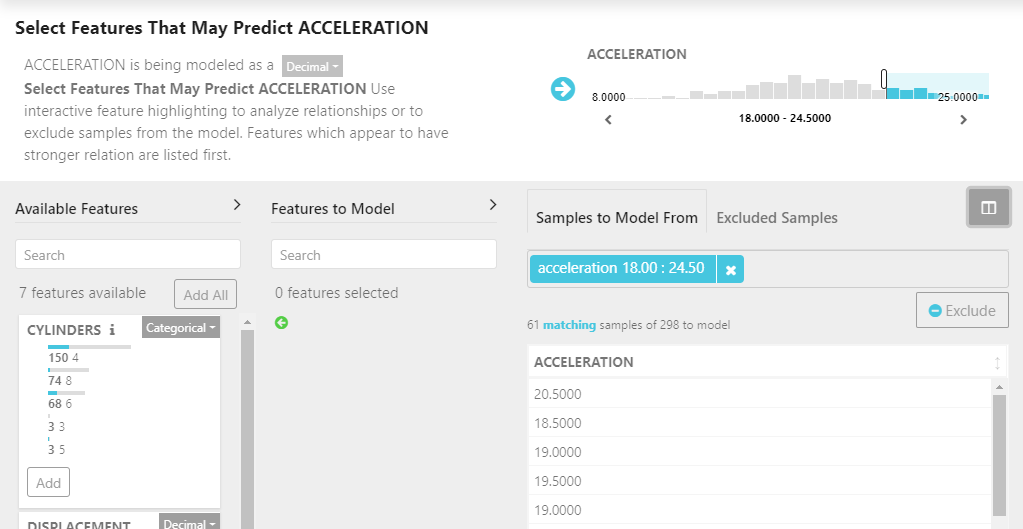 Select Features That May Predict ACCELERATION
ACCELERATION is being modeled as a Decimal
Select Features That May Predict ACCELERATION Use
interactive feature highlighting to analyze relationships or to
exclude samples from the model. Features which appear to have
stronger relation are listed first.
ACCELERATION
8.0000 25.0000
18.0000 - 24.5000
Available Features
Search
7 features available Add All
CYLINDERS Categorical
150 4
74 8
68 6
3 3
3 5
Add
DISPLACEMENT Decimal
Features to Model
Search
0 features selected
Samples to Model From Excluded Samples
acceleration 18.00 : 24.50
Exclude
61 matching samples of 298 to model
ACCELERATION
20.5000
18.5000
19.0000
19.5000
19.0000